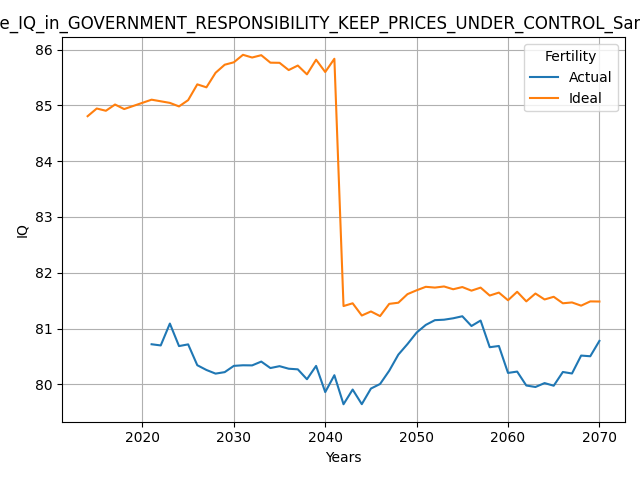 e_IQ_in_GOVERNMENT_RESPONSIBILITY_KEEP_PRICES_UNDER_CONTROL_Sar
Fertility
Actual
Ideal
86
85
84
83
82
81
80
IQ
2020 2030 2040 2050 2060 2070
Years